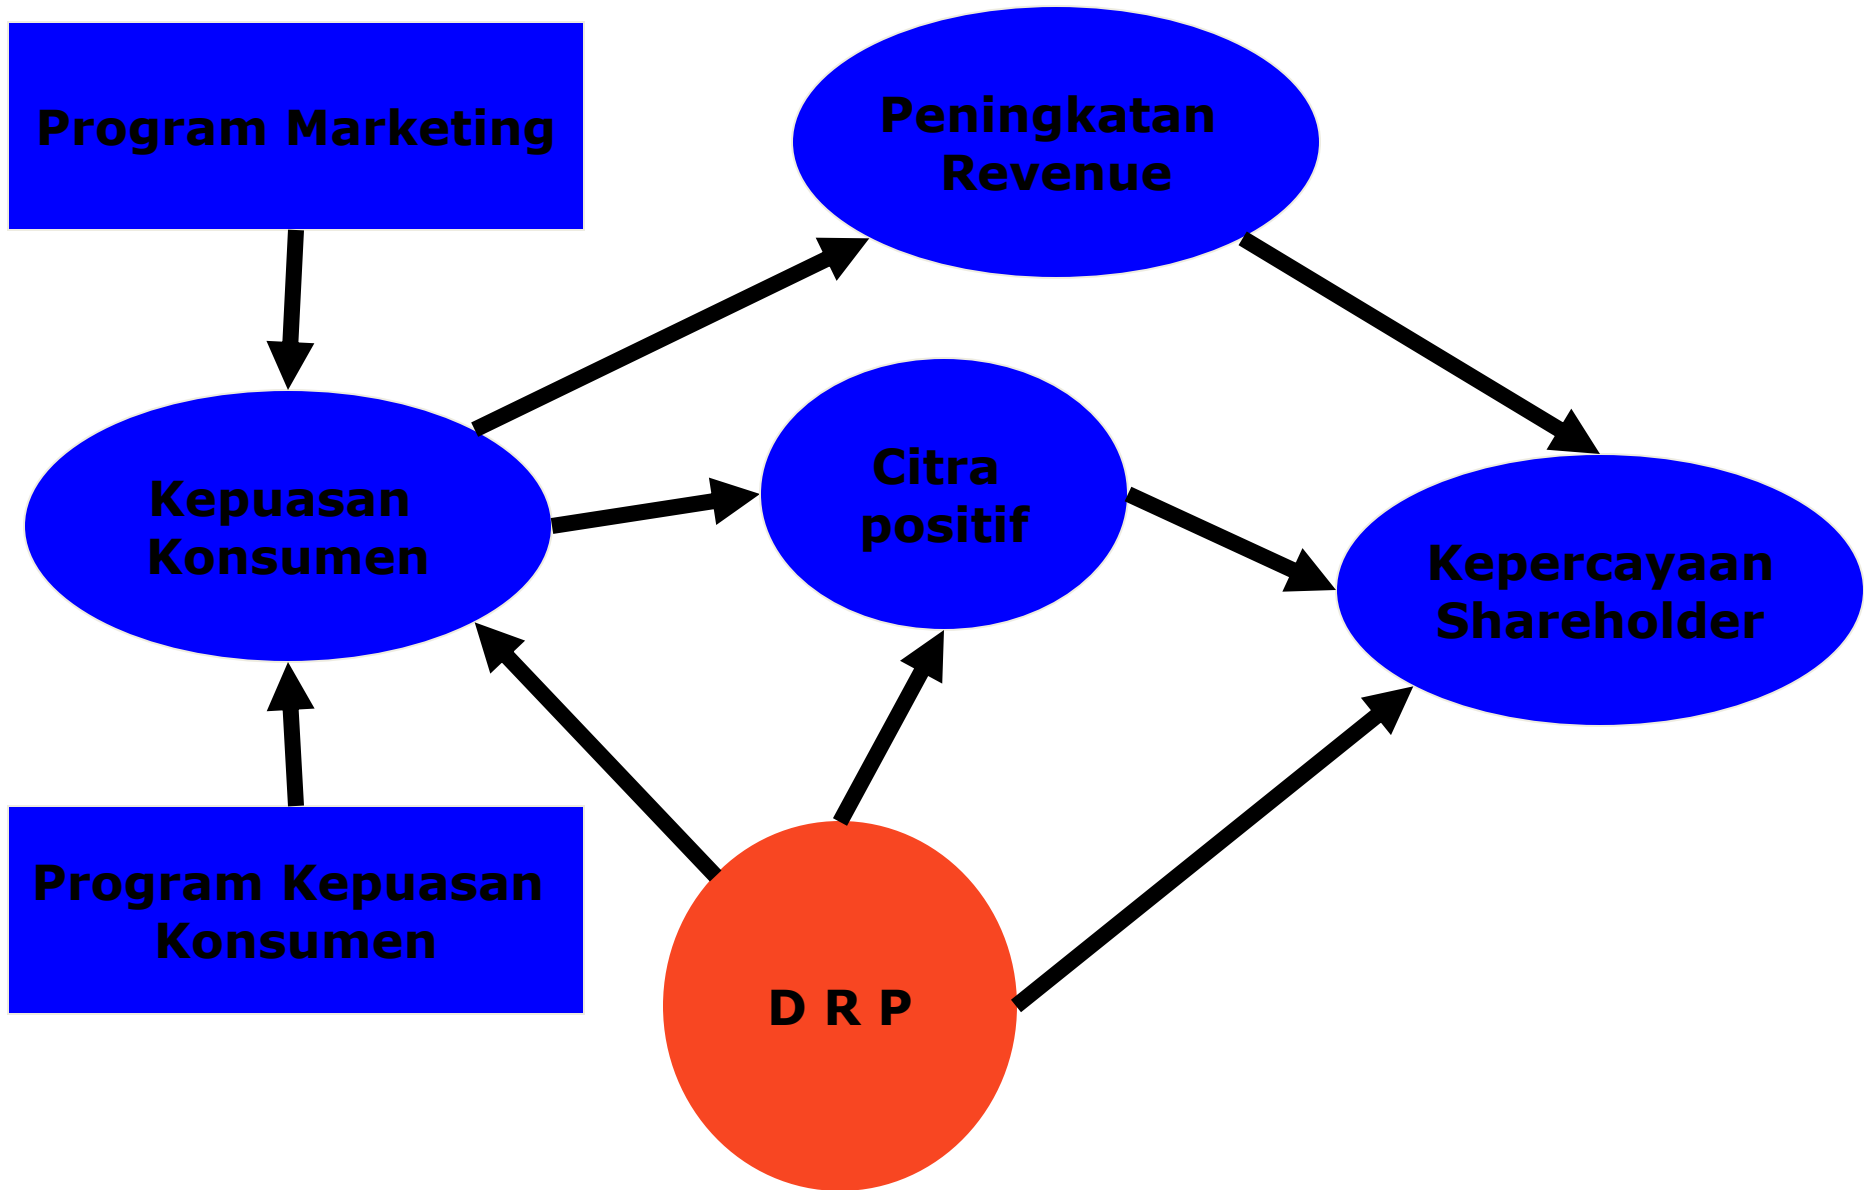 Program Marketing
Peningkatan
Revenue
Kepuasan
Konsumen
Citra
positif
Kepercayaan
Shareholder
Program Kepuasan
Konsumen
D R P